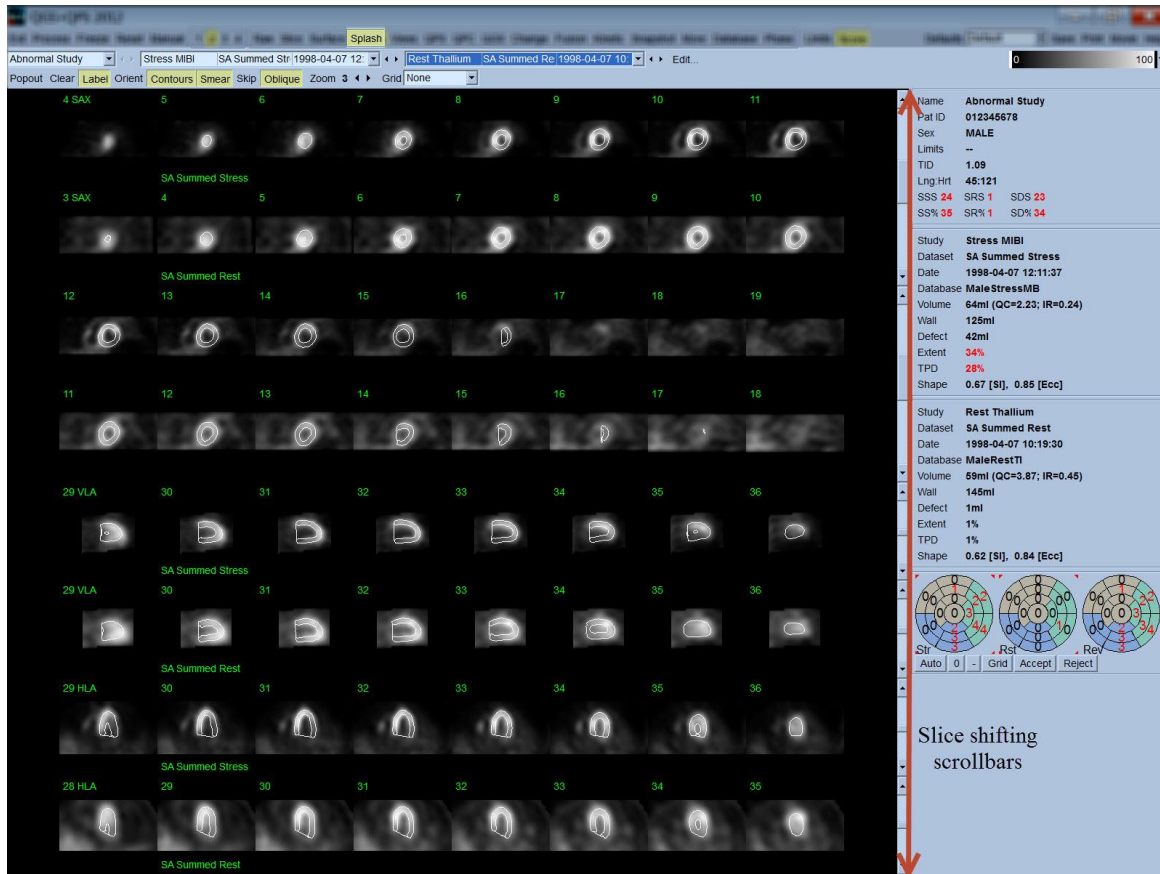 QGS+QPS 2012
Splash
Abnormal Study Stress MIBI SA Summed Str 1998-04-07 12: Rest Thallium SA Summed Re 1998-04-07 10: Edit...
0 100
Popout Clear Label Orient Contours Smear Skip Oblique Zoom 3 Grid None
4 SAX 5 6 7 8 9 10 11
SA Summed Stress
3 SAX 4 5 6 7 8 9 10
SA Summed Rest
12 13 14 15 16 17 18 19
11 12 13 14 15 16 17 18
29 VLA 30 31 32 33 34 35 36
SA Summed Stress
29 VLA 30 31 32 33 34 35 36
SA Summed Rest
29 HLA 30 31 32 33 34 35 36
SA Summed Stress
28 HLA 29 30 31 32 33 34 35
SA Summed Rest
Name Abnormal Study
Pat ID 012345678
Sex MALE
Limits --
TID 1.09
Lng:Hrt 45:121
SSS 24 SRS 1 SDS 23
SS% 35 SR% 1 SD% 34
Study Stress MIBI
Dataset SA Summed Stress
Date 1998-04-07 12:11:37
Database MaleStressMB
Volume 64ml (QC=2.23; IR=0.24)
Wall 125ml
Defect 42ml
Extent 34%
TPD 28%
Shape 0.67 [SI], 0.85 [Ecc]
Study Rest Thallium
Dataset SA Summed Rest
Date 1998-04-07 10:19:30
Database MaleRestTl
Volume 59ml (QC=3.87; IR=0.45)
Wall 145ml
Defect 1ml
Extent 1%
TPD 1%
Shape 0.62 [SI], 0.84 [Ecc]
Str Rst Rev
Auto 0 - Grid Accept Reject
Slice shifting
scrollbars